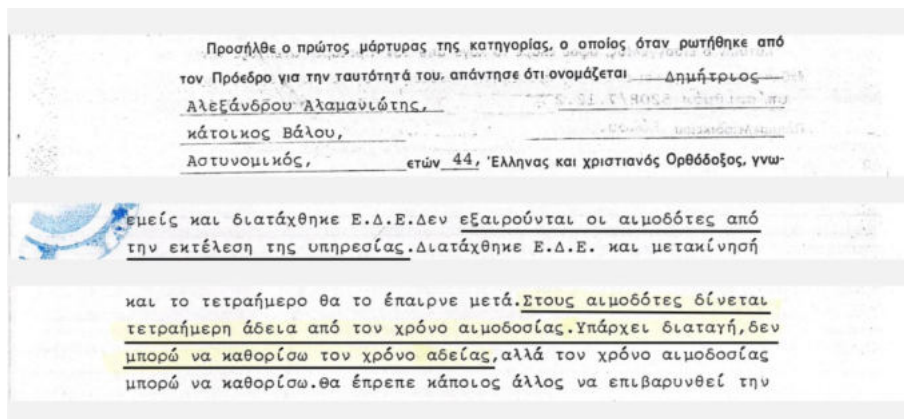 Προσήλθε ο πρώτος μάρτυρας της κατηγορίας, ο οποίος όταν ρωτήθηκε από
τον Πρόεδρο για την ταυτότητά του, απάντησε ότι ονομάζεται Δημήτριος
Αλεξάνδρου Αλαμανιώτης,
κάτοικος Βάλου,
Αστυνομικός, ετών 44, Έλληνας και χριστιανός Ορθόδοξος, γνω-
εμείς και διατάχθηκε Ε.Δ.Ε.Δεν εξαιρούνται οι αιμοδότες από
την εκτέλεση της υπηρεσίας.Διατάχθηκε Ε.Δ.Ε. και μετακίνησή
και το τετραήμερο θα το έπαιρνε μετά.Στους αιμοδότες δίνεται
τετραήμερη άδεια από τον χρόνο αιμοδοσίας.Υπάρχει διαταγή,δεν
μπορώ να καθορίσω τον χρόνο αδείας,αλλά τον χρόνο αιμοδοσίας
μπορώ να καθορίσω.Θα έπρεπε κάποιος άλλος να επιβαρυνθεί την